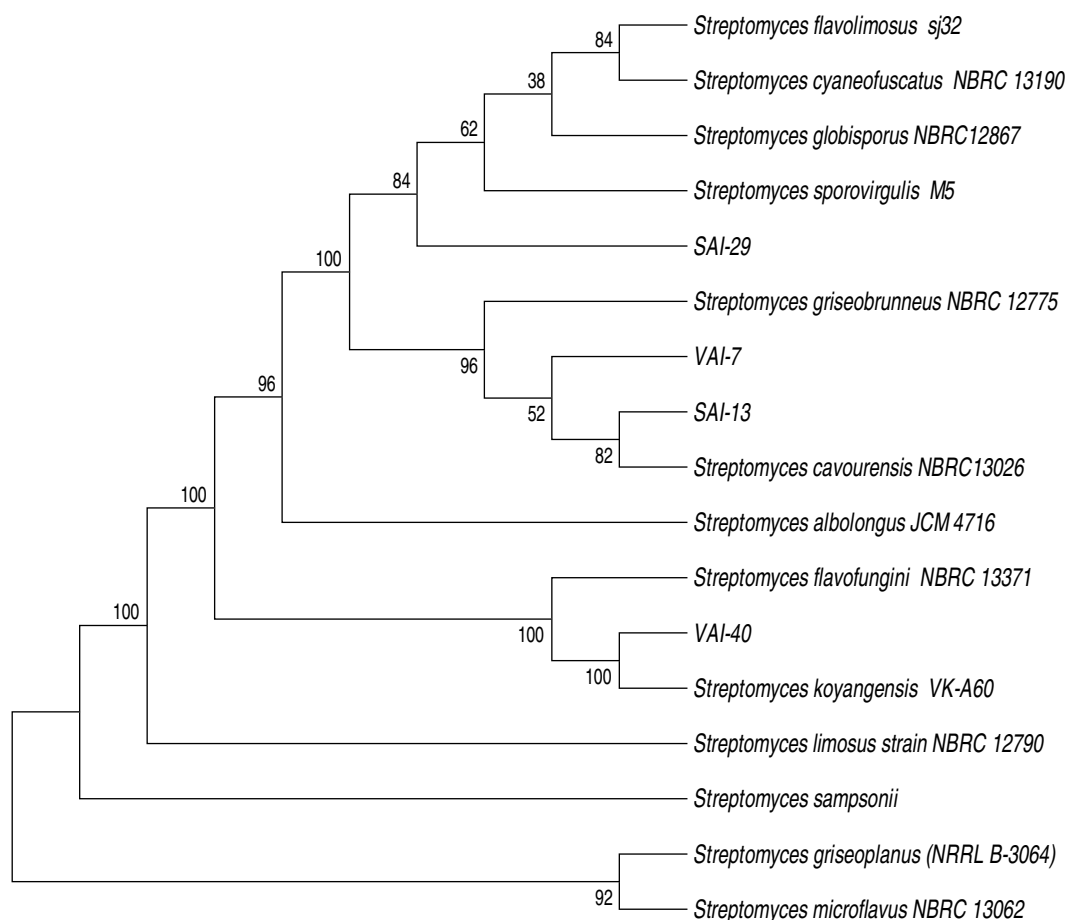 84
Streptomyces flavolimosus sj32
38
Streptomyces cyaneofuscatus NBRC 13190
62
Streptomyces globisporus NBRC12867
84
Streptomyces sporovirgulis M5
100
SAI-29
Streptomyces griseobrunneus NBRC 12775
96
VAI-7
96
52
SAI-13
82
Streptomyces cavourensis NBRC13026
100
Streptomyces albolongus JCM 4716
Streptomyces flavofungini NBRC 13371
100
100
VAI-40
100
Streptomyces koyangensis VK-A60
Streptomyces limosus strain NBRC 12790
Streptomyces sampsonii
Streptomyces griseoplanus (NRRL B-3064)
92
Streptomyces microflavus NBRC 13062